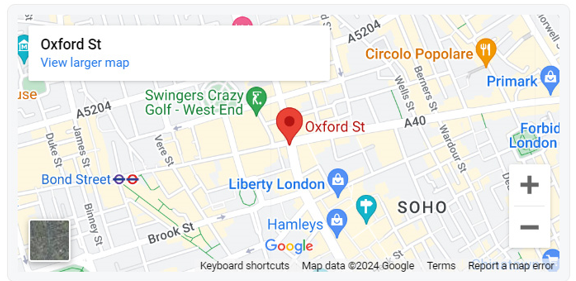 Oxford St
View larger map
Circolo Popolare
Primark
use
A5204
Swingers Crazy
Golf - West End
A5204
Wells St
Berners St
Oxford St
A40
Forbid
London
Duke St
James St
Vere St
Wardour St
Bond Street
Liberty London
Binney St
SOHO
Hamleys
Brook St
Google
Keyboard shortcuts
Map data ©2024 Google
Terms
Report a map error